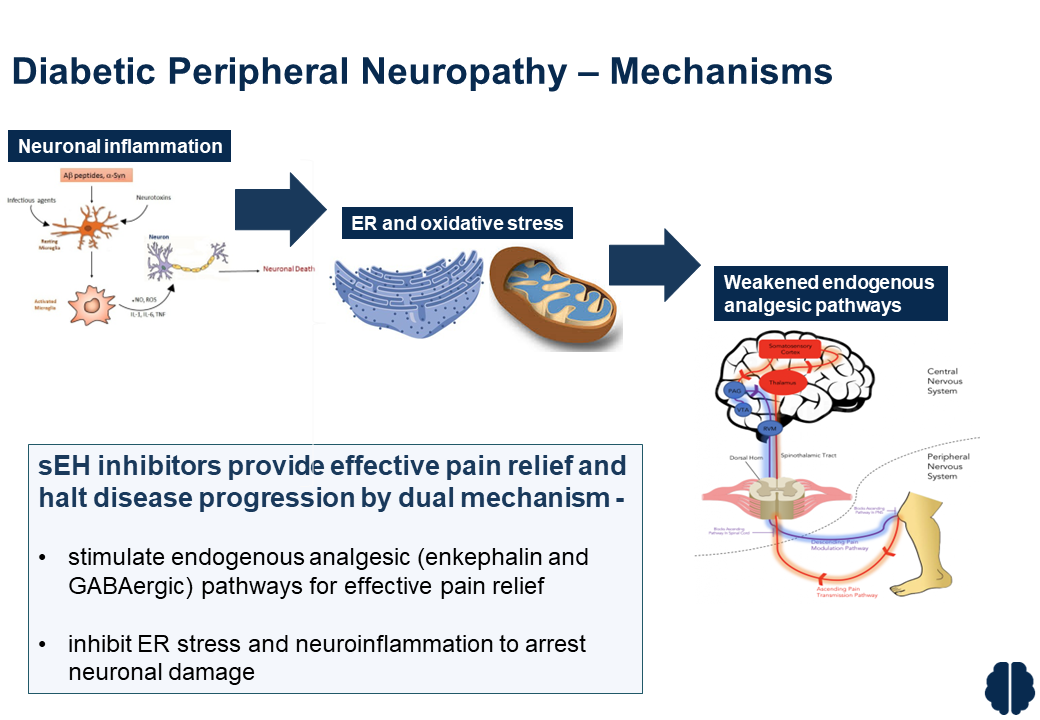 Diabetic Peripheral Neuropathy – Mechanisms
Neuronal inflammation
Aβ peptides, α-Syn
Infectious agents
Neurotoxins
Resting
Microglia
Neuron
Neuronal Death
Activated
Microglia
•NO, ROS
IL-1, IL-6, TNF
ER and oxidative stress
Weakened endogenous
analgesic pathways
Somatosensory
Cortex
Thalamus
PAG
VTA
RVM
Central
Nervous
System
Dorsal Horn
Spinothalamic Tract
Peripheral
Nervous
System
Blocks Ascending
Pathway in PNS
Blocks Ascending
Pathway in Spinal Cord
Descending Pain
Modulation Pathway
Ascending Pain
Transmission Pathway
sEH inhibitors provide effective pain relief and
halt disease progression by dual mechanism -
• stimulate endogenous analgesic (enkephalin and
GABAergic) pathways for effective pain relief
• inhibit ER stress and neuroinflammation to arrest
neuronal damage